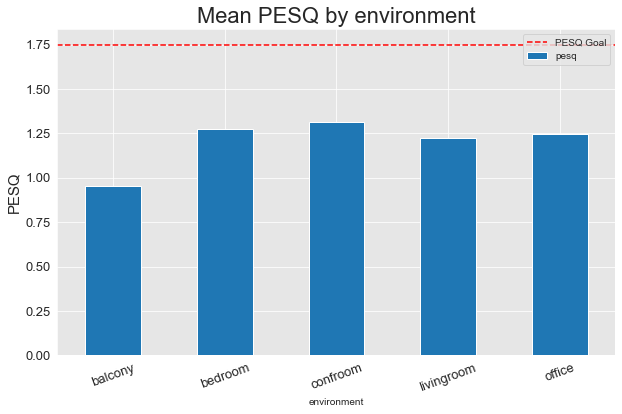 Mean PESQ by environment
PESQ Goal
pesq
PESQ
1.75
1.50
1.25
1.00
0.75
0.50
0.25
0.00
balcony
bedroom
confroom
livingroom
office
environment